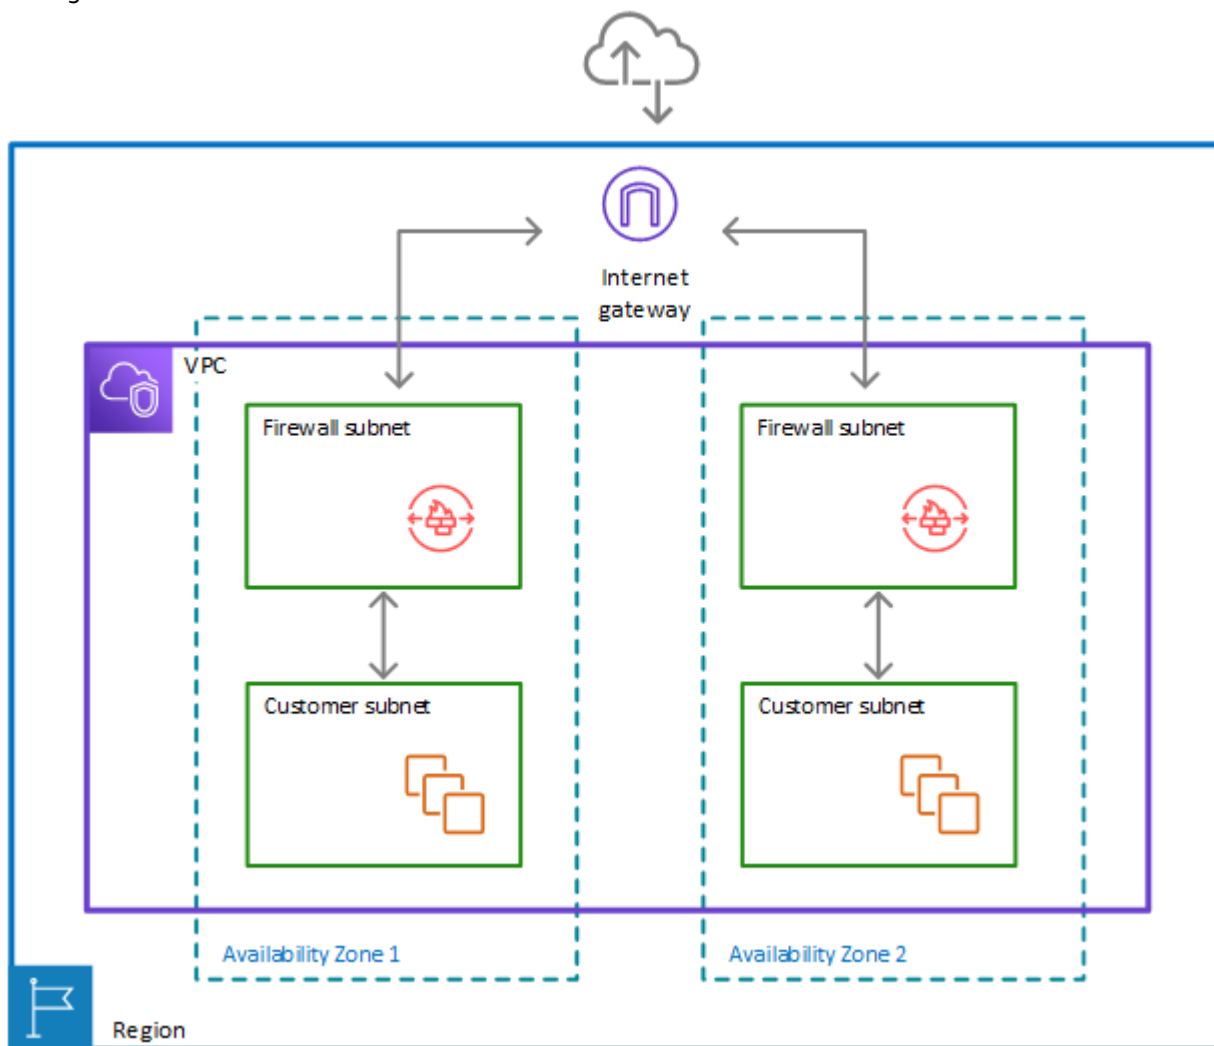 Internet
gateway
VPC
Firewall subnet
Firewall subnet
Customer subnet
Customer subnet
Availability Zone 1
Availability Zone 2
Region